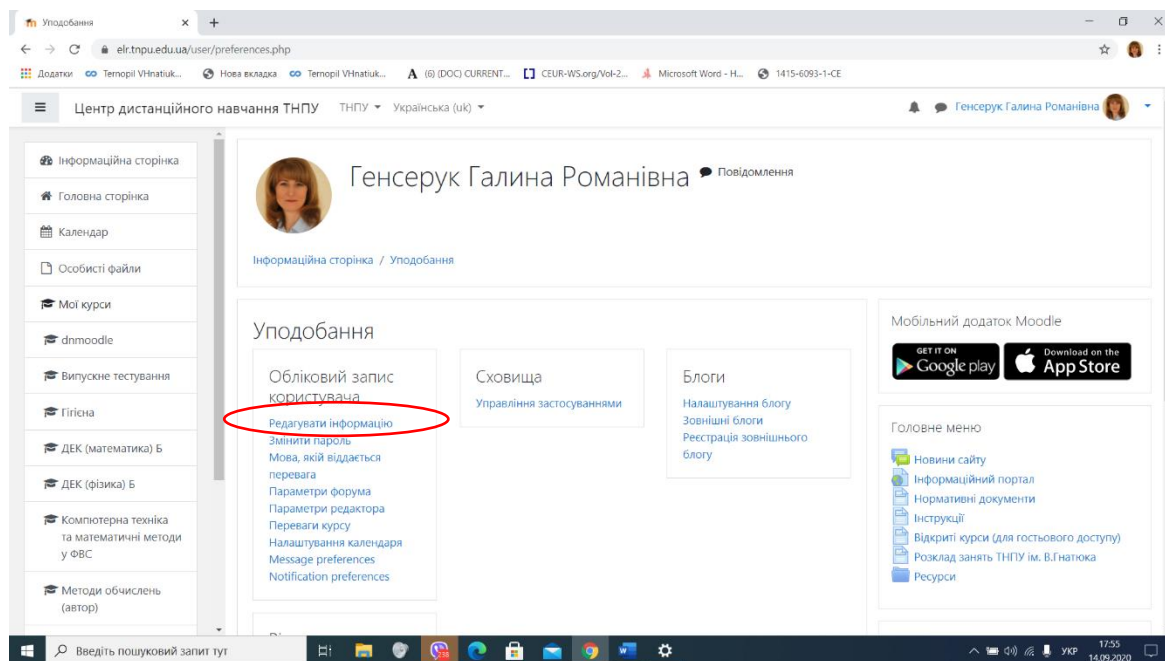 Уподобання
elr.tnpu.edu.ua/user/preferences.php
Додатки
Ternopil VHnatiuk...
Нова вкладка
Ternopil VHnatiuk...
(6) (DOC) CURRENT...
CEUR-WS.org/Vol-2...
Microsoft Word - H...
1415-6093-1-CE
Центр дистанційного навчання ТНПУ
ТНПУ
Українська (uk)
Генсерук Галина Романівна
Інформаційна сторінка
Головна сторінка
Календар
Особисті файли
Мої курси
dnmoodle
Випускне тестування
Гігієна
ДЕК (математика) Б
ДЕК (фізика) Б
Компютерна техніка
та математичні методи
у ФВС
Методи обчислень
(автор)
Генсерук Галина Романівна
Повідомлення
Інформаційна сторінка / Уподобання
Уподобання
Обліковий запис
користувача
Редагувати інформацію
Змінити пароль
Мова, якій віддається
перевага
Параметри форума
Параметри редактора
Переваги курсу
Налаштування календаря
Message preferences
Notification preferences
Сховища
Управління застосуваннями
Блоги
Налаштування блогу
Зовнішні блоги
Реєстрація зовнішнього
блогу
Мобільний додаток Moodle
GET IT ON
Google play
Download on the
App Store
Головне меню
Новини сайту
Інформаційний портал
Нормативні документи
Інструкції
Відкриті курси (для гостьового доступу)
Розклад занять ТНПУ ім. В.Гнатюка
Ресурси
Введіть пошуковий запит тут
УКР
17:55
14.09.2020